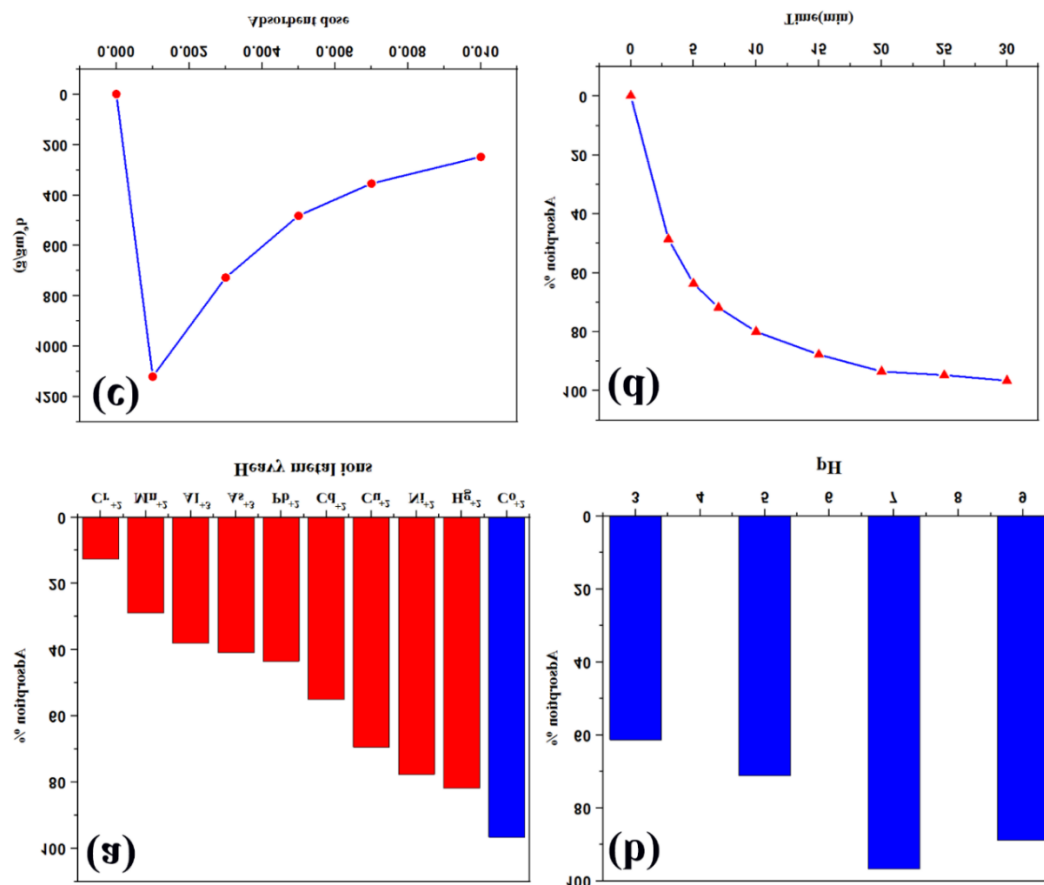 (a)
100
80
60
40
20
0
Adsorption %
Cr+2 Mn+2 Al+3 As+3 Pb+2 Cd+2 Cu+2 Ni+2 Hg+2 Co+2
Heavy metal ions
(b)
100
80
60
40
20
0
Adsorption %
3 4 5 6 7 8 9
pH
(c)
1200
1000
800
600
400
200
0
qe(mg/g)
0.000 0.002 0.004 0.006 0.008 0.010
Absorbent dose
(d)
100
80
60
40
20
0
Adsorption %
0 5 10 15 20 25 30
Time(min)